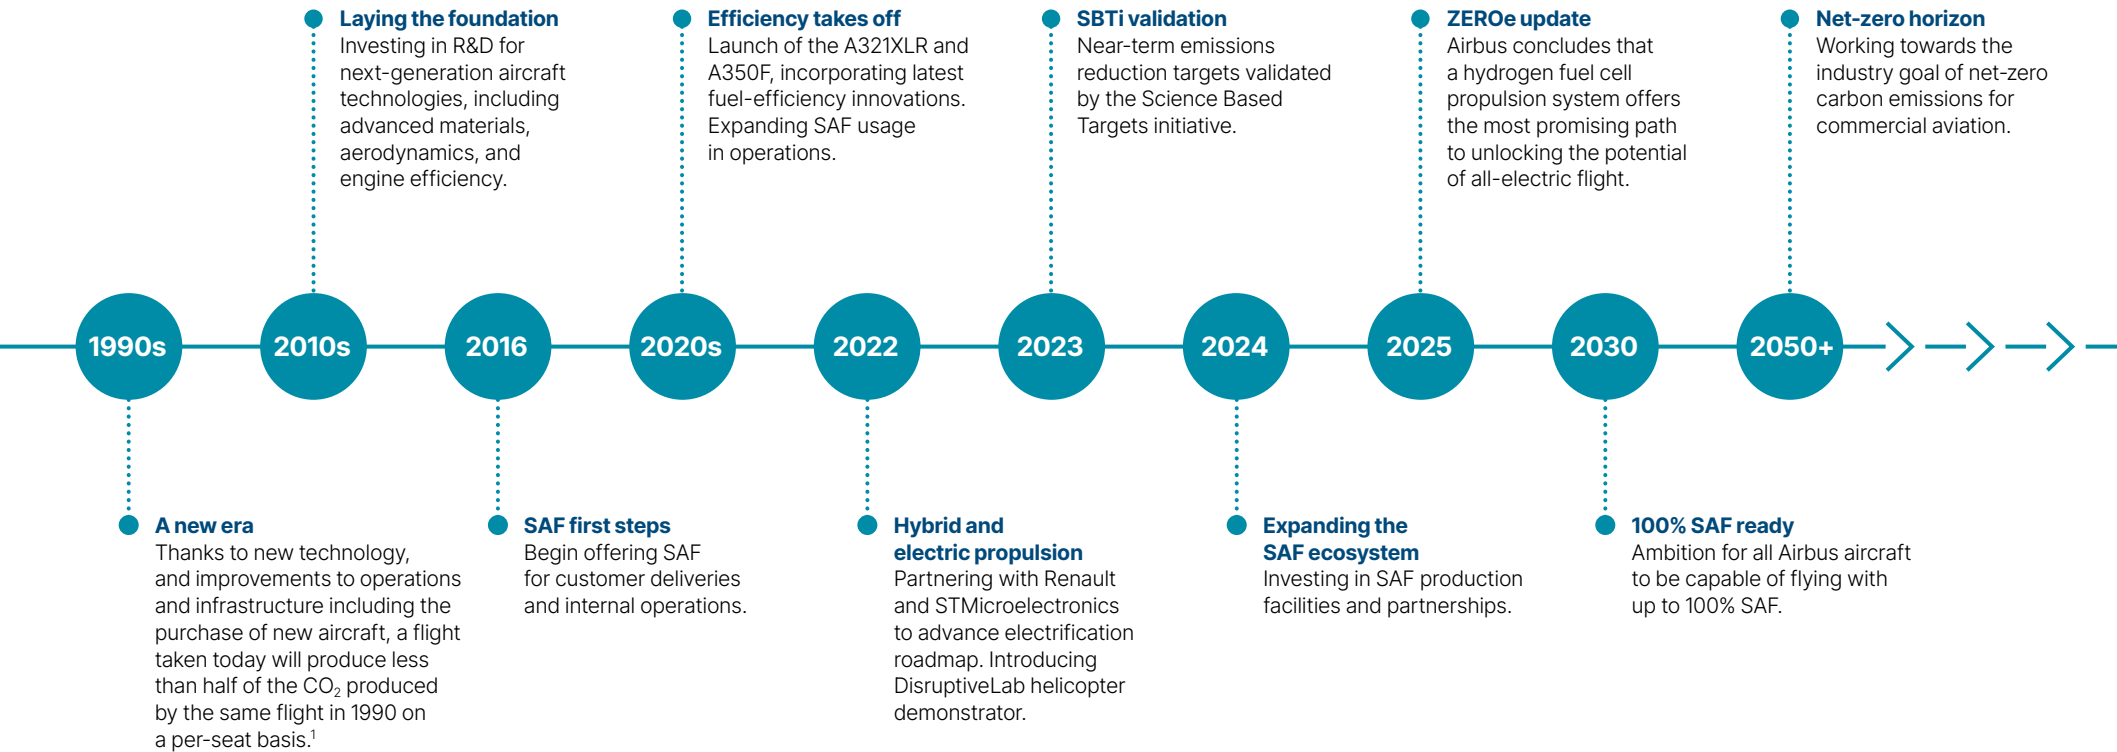 Laying the foundation
Investing in R&D for
next-generation aircraft
technologies, including
advanced materials,
aerodynamics, and
engine efficiency.
Efficiency takes off
Launch of the A321XLR and
A350F, incorporating latest
fuel-efficiency innovations.
Expanding SAF usage
in operations.
SBTi validation
Near-term emissions
reduction targets validated
by the Science Based
Targets initiative.
ZEROe update
Airbus concludes that
a hydrogen fuel cell
propulsion system offers
the most promising path
to unlocking the potential
of all-electric flight.
Net-zero horizon
Working towards the
industry goal of net-zero
carbon emissions for
commercial aviation.
1990s
2010s
2016
2020s
2022
2023
2024
2025
2030
2050+
A new era
Thanks to new technology,
and improvements to operations
and infrastructure including the
purchase of new aircraft, a flight
taken today will produce less
than half of the CO₂ produced
by the same flight in 1990 on
a per-seat basis.¹
SAF first steps
Begin offering SAF
for customer deliveries
and internal operations.
Hybrid and
electric propulsion
Partnering with Renault
and STMicroelectronics
to advance electrification
roadmap. Introducing
DisruptiveLab helicopter
demonstrator.
Expanding the
SAF ecosystem
Investing in SAF production
facilities and partnerships.
100% SAF ready
Ambition for all Airbus aircraft
to be capable of flying with
up to 100% SAF.